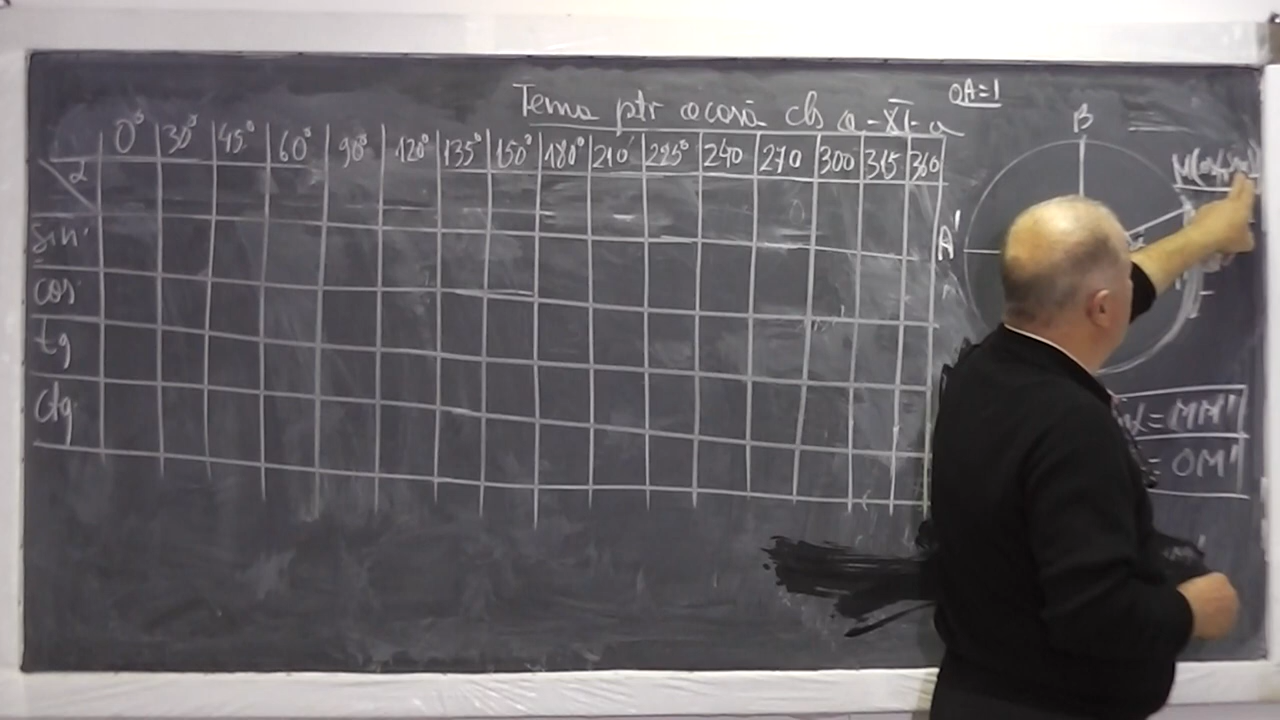 Tema ptr acasă cls a-XI-a
OA=1
α 0° 30° 45° 60° 90° 120° 135° 150° 180° 210° 225° 240 270 300 315 360
sin
cos
tg
ctg
B
A'
= MM'
= OM'